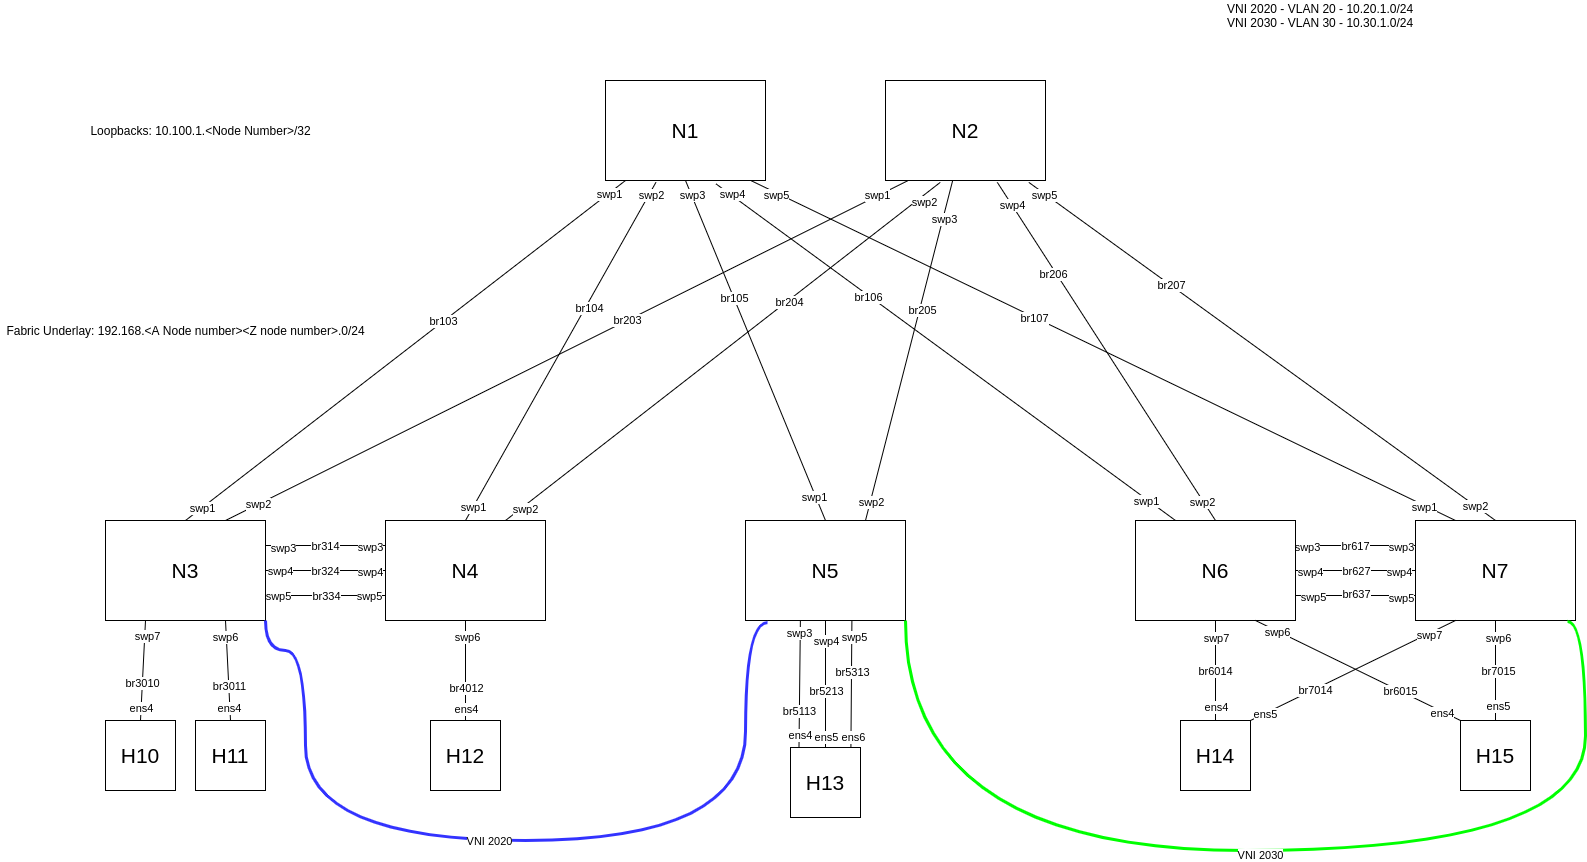 VNI 2020 - VLAN 20 - 10.20.1.0/24
VNI 2030 - VLAN 30 - 10.30.1.0/24
Loopbacks: 10.100.1.<Node Number>/32
N1
N2
swp1
swp2
swp3
swp4
swp5
swp1
swp2
swp3
swp4
swp5
br206
br207
br105
br106
br204
br104
br205
br107
br203
br103
Fabric Underlay: 192.168.<A Node number><Z node number>.0/24
swp1
swp2
swp1
swp2
swp1
swp2
swp1
swp2
swp1
swp2
N3
N4
N5
N6
N7
swp3
br314
swp3
swp4
br324
swp4
swp5
br334
swp5
swp3
br617
swp3
swp4
br627
swp4
swp5
br637
swp5
swp7
swp6
swp6
swp3
swp4
swp5
swp7
swp6
swp7
swp6
br3010
br3011
br4012
br5113
br5213
br5313
br6014
br7014
br6015
br7015
ens4
ens4
ens4
ens4
ens5
ens6
ens4
ens5
ens4
ens5
H10
H11
H12
H13
H14
H15
VNI 2020
VNI 2030